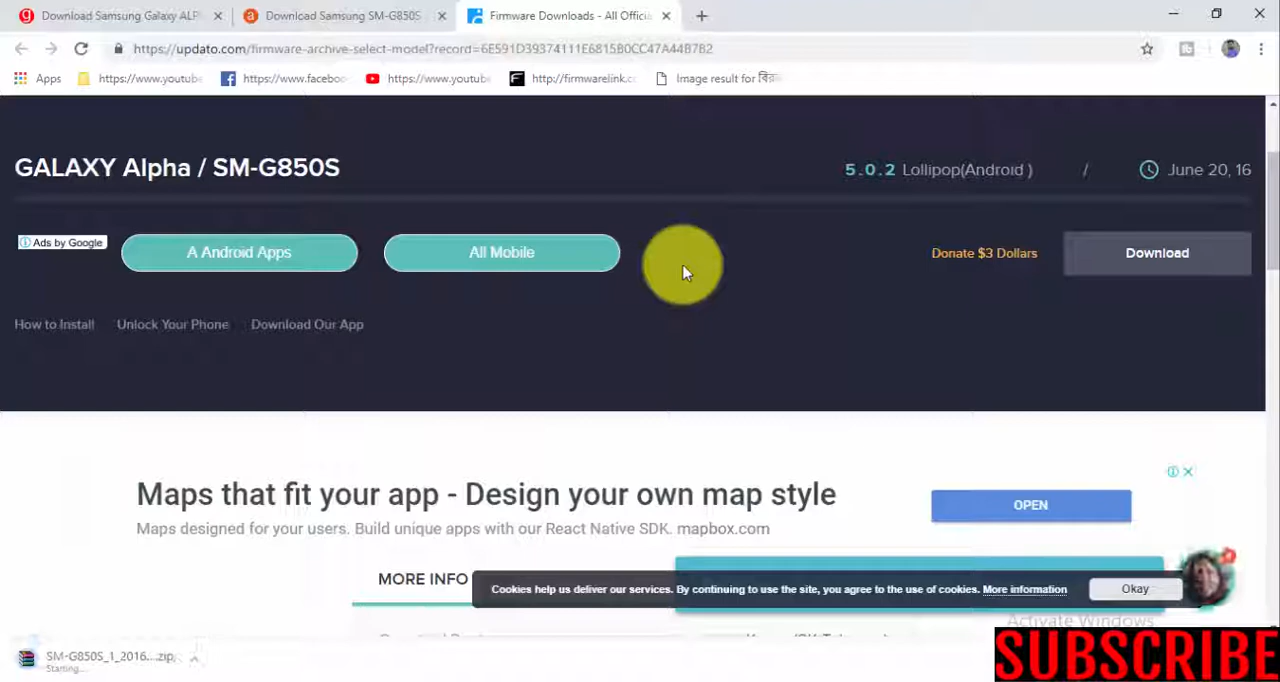 Download Samsung Galaxy ALP
Download Samsung SM-G850S
Firmware Downloads - All Offici
https://updato.com/firmware-archive-select-model?record=6E591D39374111E6815B0CC47A44B7B2
Apps
https://www.youtube
https://www.faceboo
https://www.youtube
http://firmwarelink.c
Image result for
GALAXY Alpha / SM-G850S
5.0.2 Lollipop(Android )
/
June 20, 16
Ads by Google
A Android Apps
All Mobile
Donate $3 Dollars
Download
How to Install
Unlock Your Phone
Download Our App
Maps that fit your app - Design your own map style
Maps designed for your users. Build unique apps with our React Native SDK. mapbox.com
OPEN
MORE INFO
Cookies help us deliver our services. By continuing to use the site, you agree to the use of cookies. More information
Okay
Activate Windows
SM-G850S_1_2016....zip
Starting...
SUBSCRIBE